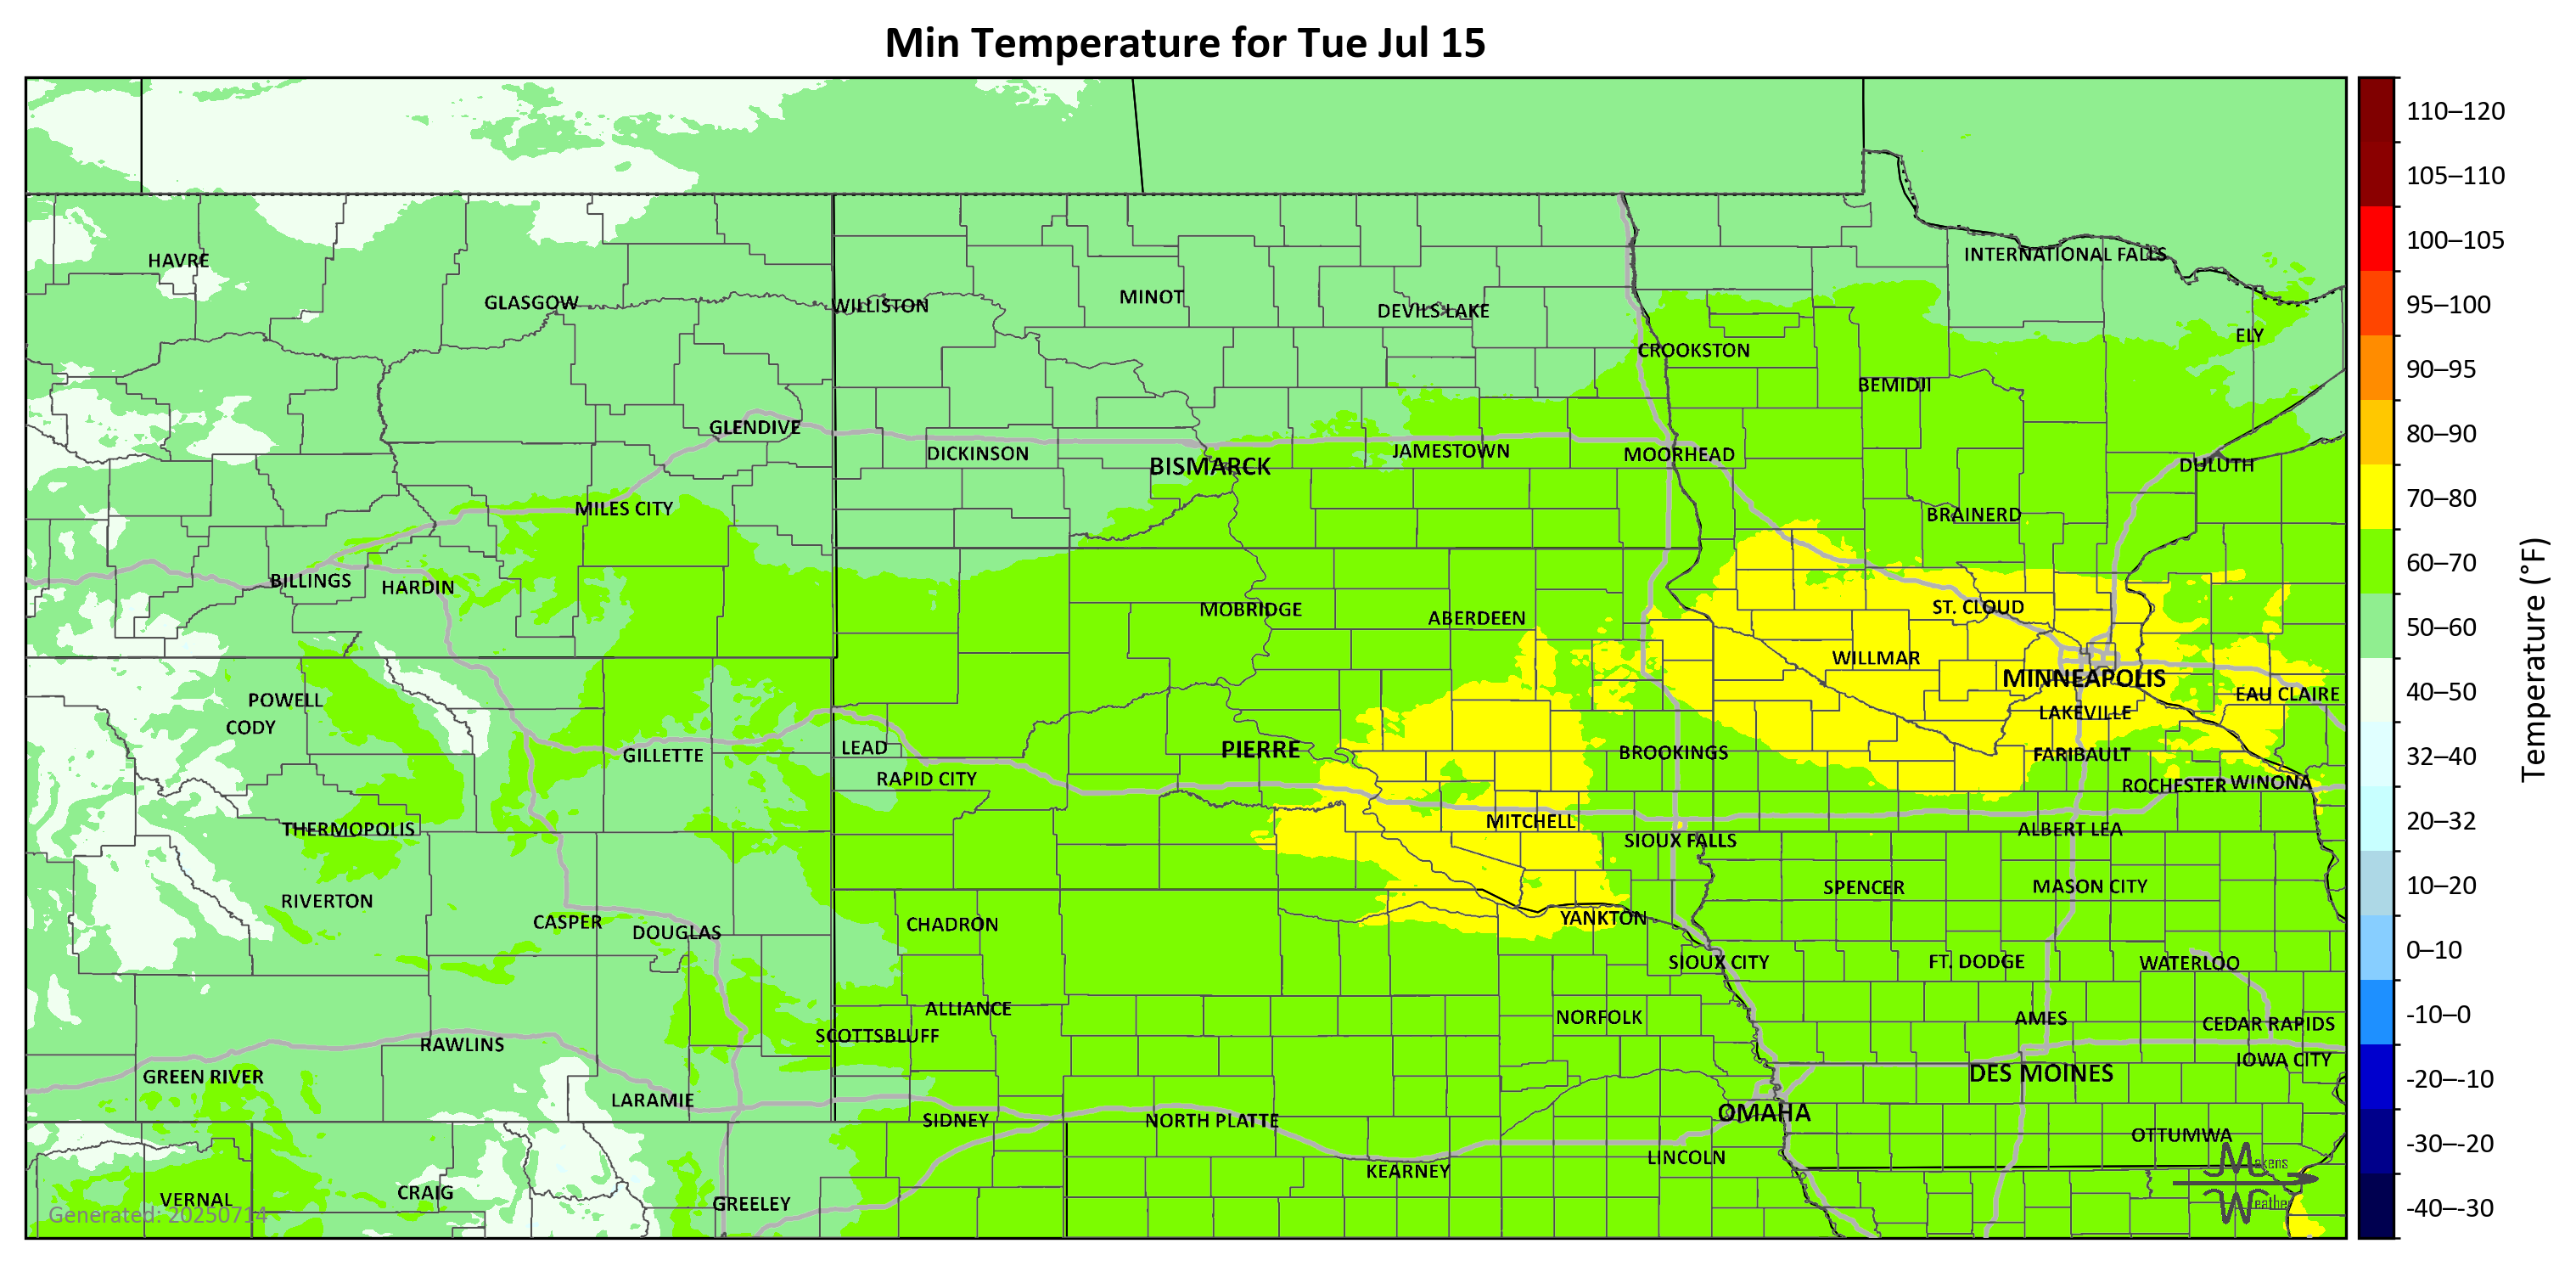 Min Temperature for Tue Jul 15
110–120
105–110
100–105
95–100
90–95
80–90
70–80
60–70
50–60
40–50
32–40
20–32
10–20
0–10
-10–0
-20–-10
-30–-20
-40–-30
Temperature (°F)
HAVRE
INTERNATIONAL FALLS
GLASGOW
WILLISTON
MINOT
DEVILS LAKE
ELY
CROOKSTON
BEMIDJI
GLENDIVE
DICKINSON
BISMARCK
JAMESTOWN
MOORHEAD
DULUTH
MILES CITY
BRAINERD
BILLINGS
HARDIN
MOBRIDGE
ABERDEEN
ST. CLOUD
WILLMAR
MINNEAPOLIS
POWELL
EAU CLAIRE
CODY
LAKEVILLE
GILLETTE
LEAD
PIERRE
BROOKINGS
FARIBAULT
RAPID CITY
ROCHESTER
WINONA
THERMOPOLIS
MITCHELL
SIOUX FALLS
ALBERT LEA
RIVERTON
SPENCER
MASON CITY
CASPER
DOUGLAS
CHADRON
YANKTON
SIOUX CITY
FT. DODGE
WATERLOO
ALLIANCE
NORFOLK
AMES
CEDAR RAPIDS
SCOTTSBLUFF
RAWLINS
IOWA CITY
GREEN RIVER
DES MOINES
LARAMIE
SIDNEY
NORTH PLATTE
OMAHA
OTTUMWA
LINCOLN
KEARNEY
VERNAL
CRAIG
GREELEY
Makens
Weather
Generated: 20250714